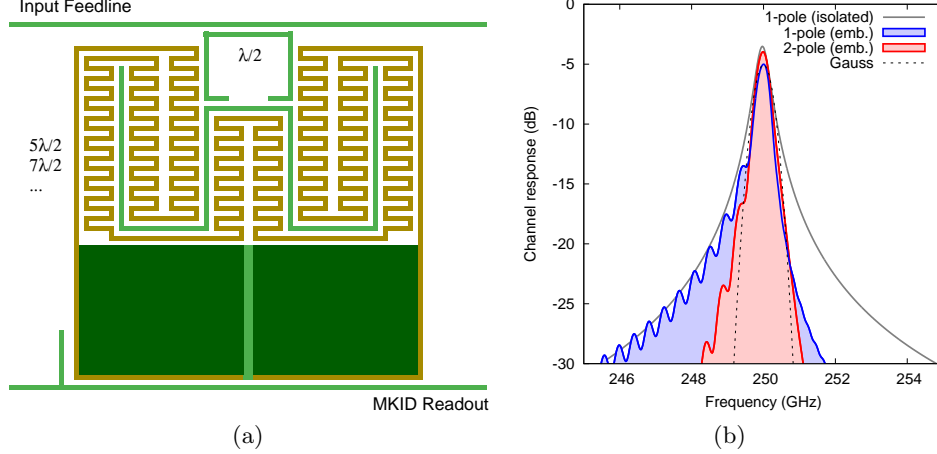 Input Feedline
λ/2
5λ/2
7λ/2
...
MKID Readout
(a)
1-pole (isolated)
1-pole (emb.)
2-pole (emb.)
Gauss
0
-5
-10
-15
-20
-25
-30
Channel response (dB)
246 248 250 252 254
Frequency (GHz)
(b)